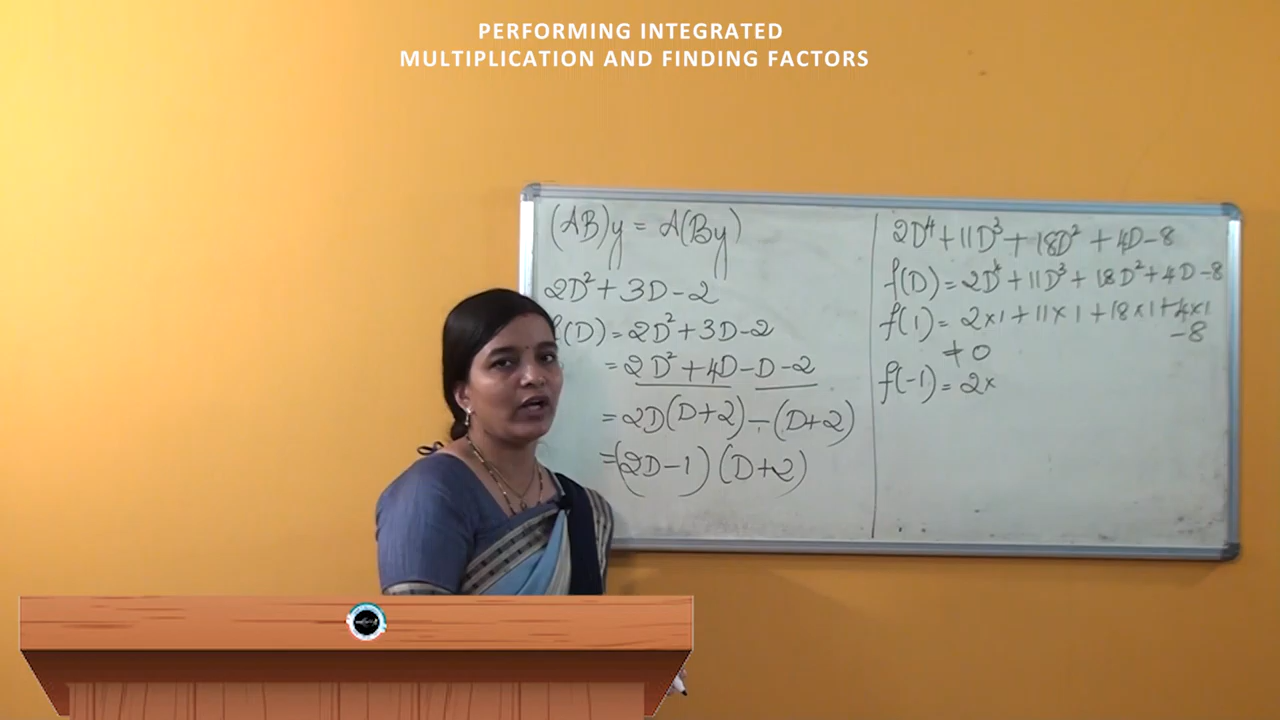 PERFORMING INTEGRATED
MULTIPLICATION AND FINDING FACTORS
(AB)y = A(By)
2D² + 3D - 2
f(D) = 2D² + 3D - 2
= 2D² + 4D - D - 2
= 2D(D+2) - (D+2)
= (2D - 1) (D+2)
2D⁴ + 11D³ + 18D² + 4D - 8
f(D) = 2D⁴ + 11D³ + 18D² + 4D - 8
f(1) = 2×1 + 11×1 + 18×1 + 4×1
- 8
≠ 0
f(-1) = 2×